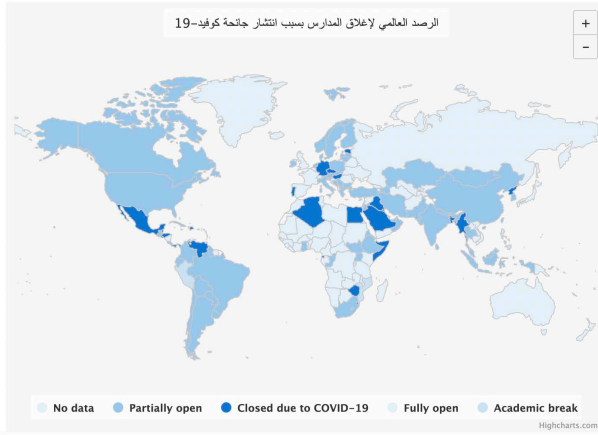 الرصد العالمي لإغلاق المدارس بسبب انتشار جائحة كوفيد-19
+
−
No data Partially open Closed due to COVID-19 Fully open Academic break
Highcharts.com